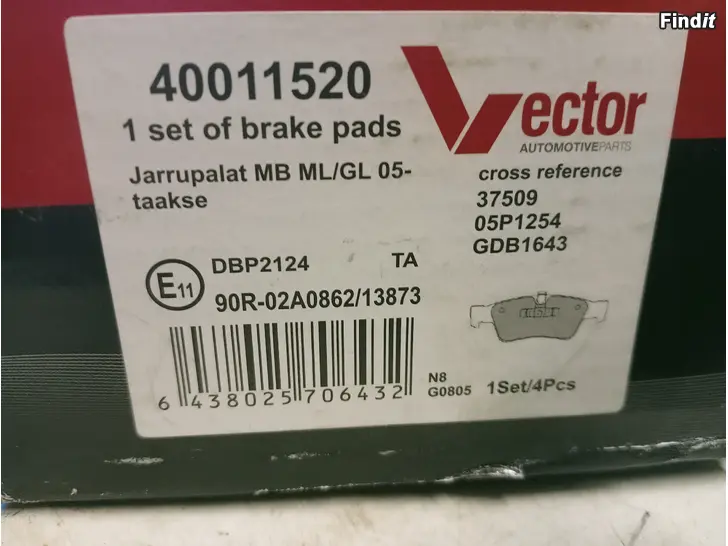 Findit
40011520
1 set of brake pads
Jarrupalat MB ML/GL 05-
taakse
Vector
AUTOMOTIVEPARTS
cross reference
37509
05P1254
GDB1643
E11
DBP2124 TA
90R-02A0862/13873
6 438025 706432
N8
G0805
1Set/4Pcs